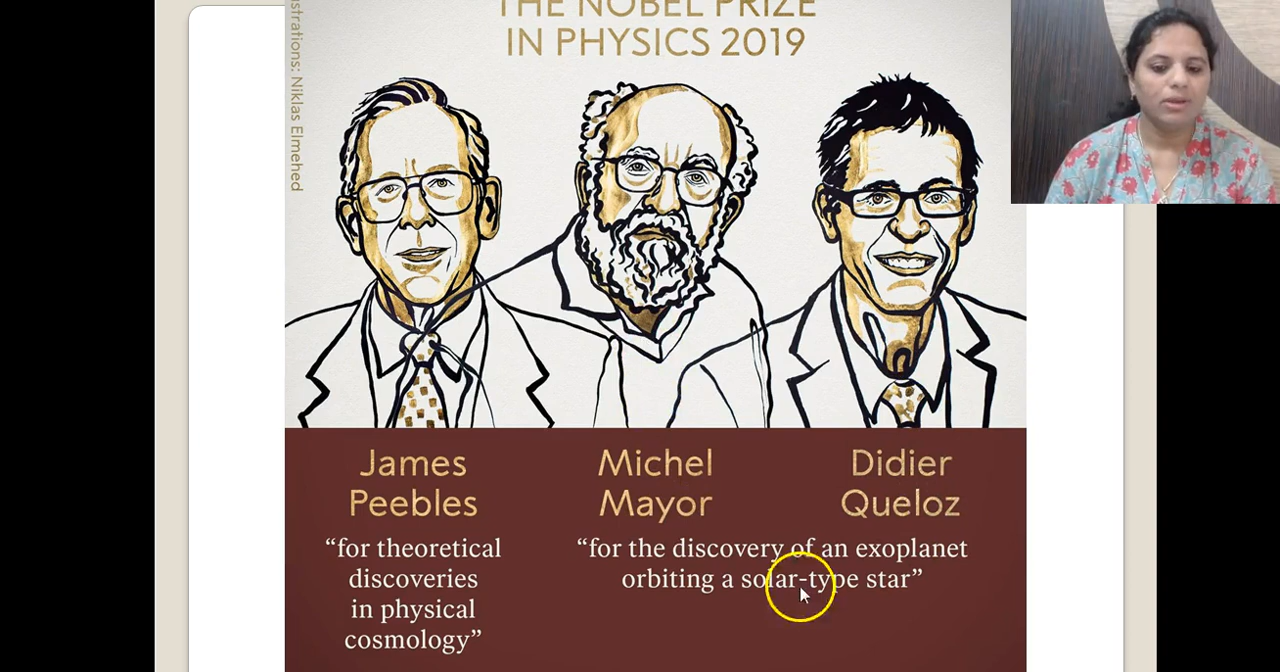 THE NOBEL PRIZE
IN PHYSICS 2019
Niklas Elmehed
James
Peebles
Michel
Mayor
Didier
Queloz
“for theoretical
discoveries
in physical
cosmology”
“for the discovery of an exoplanet
orbiting a solar-type star”